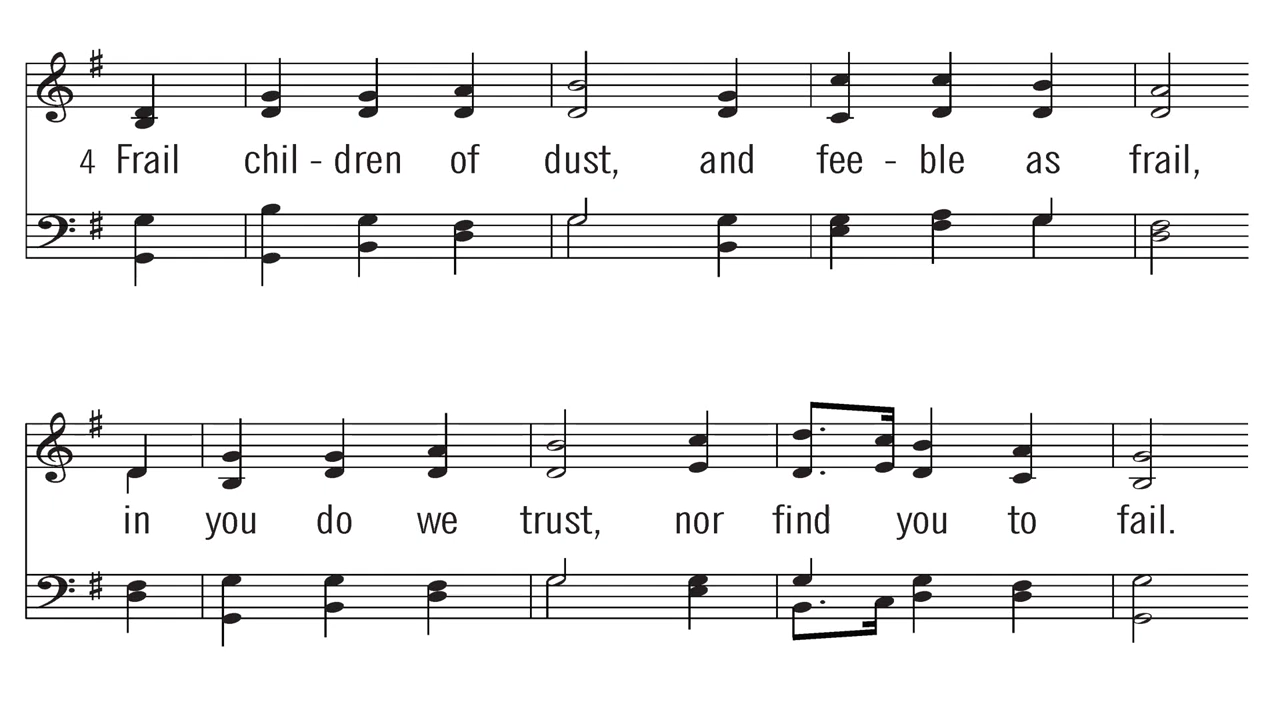 4 Frail chil - dren of dust, and fee - ble as frail,
in you do we trust, nor find you to fail.